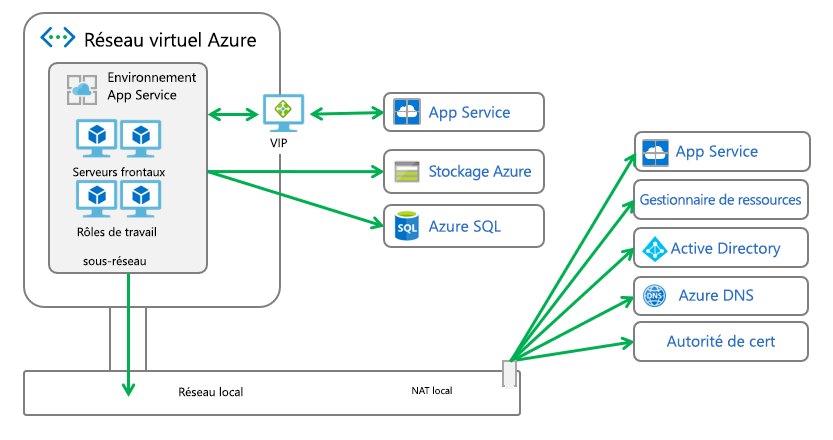 Réseau virtuel Azure
Environnement
App Service
Serveurs frontaux
Rôles de travail
sous-réseau
VIP
App Service
Stockage Azure
SQL
Azure SQL
App Service
Gestionnaire de ressources
Active Directory
DNS
Azure DNS
Autorité de cert
Réseau local
NAT local